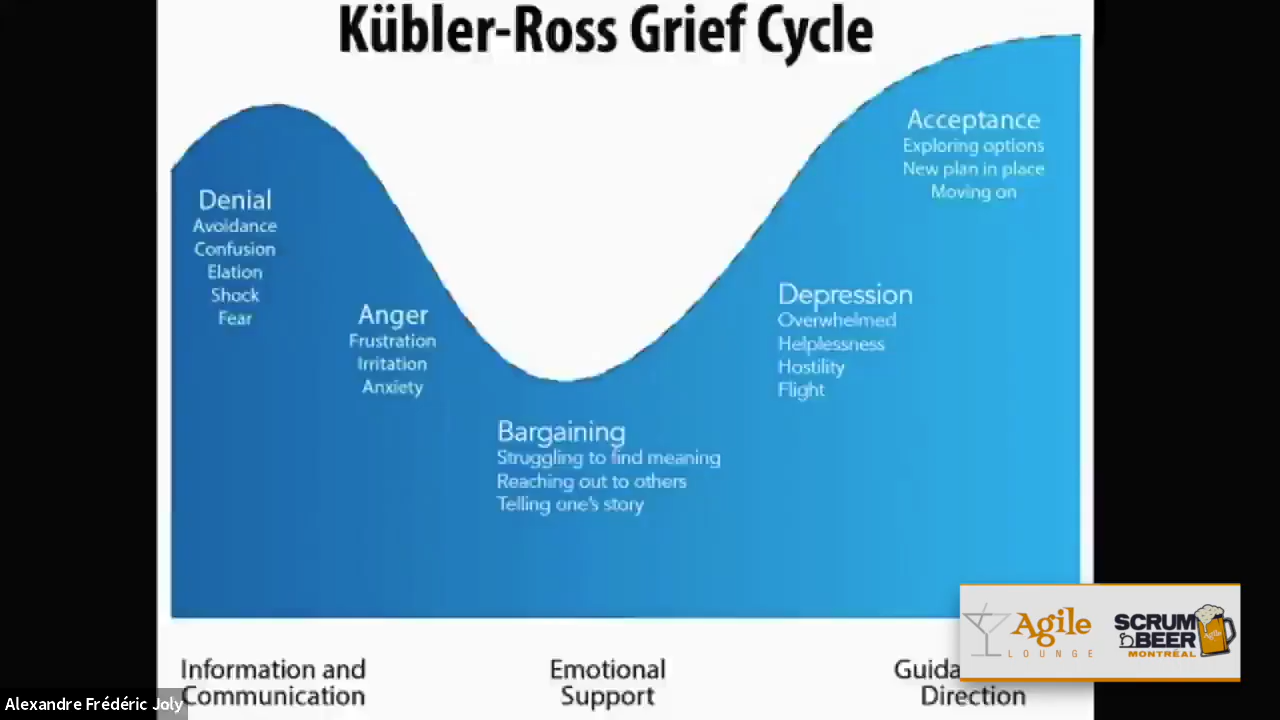 Kübler-Ross Grief Cycle
Denial
Avoidance
Confusion
Elation
Shock
Fear
Anger
Frustration
Irritation
Anxiety
Bargaining
Struggling to find meaning
Reaching out to others
Telling one's story
Depression
Overwhelmed
Helplessness
Hostility
Flight
Acceptance
Exploring options
New plan in place
Moving on
Information and
Communication
Emotional
Support
Direction
Agile
LOUNGE
SCRUM
BEER
Agile
MONTRÉAL
Alexandre Frédéric Joly